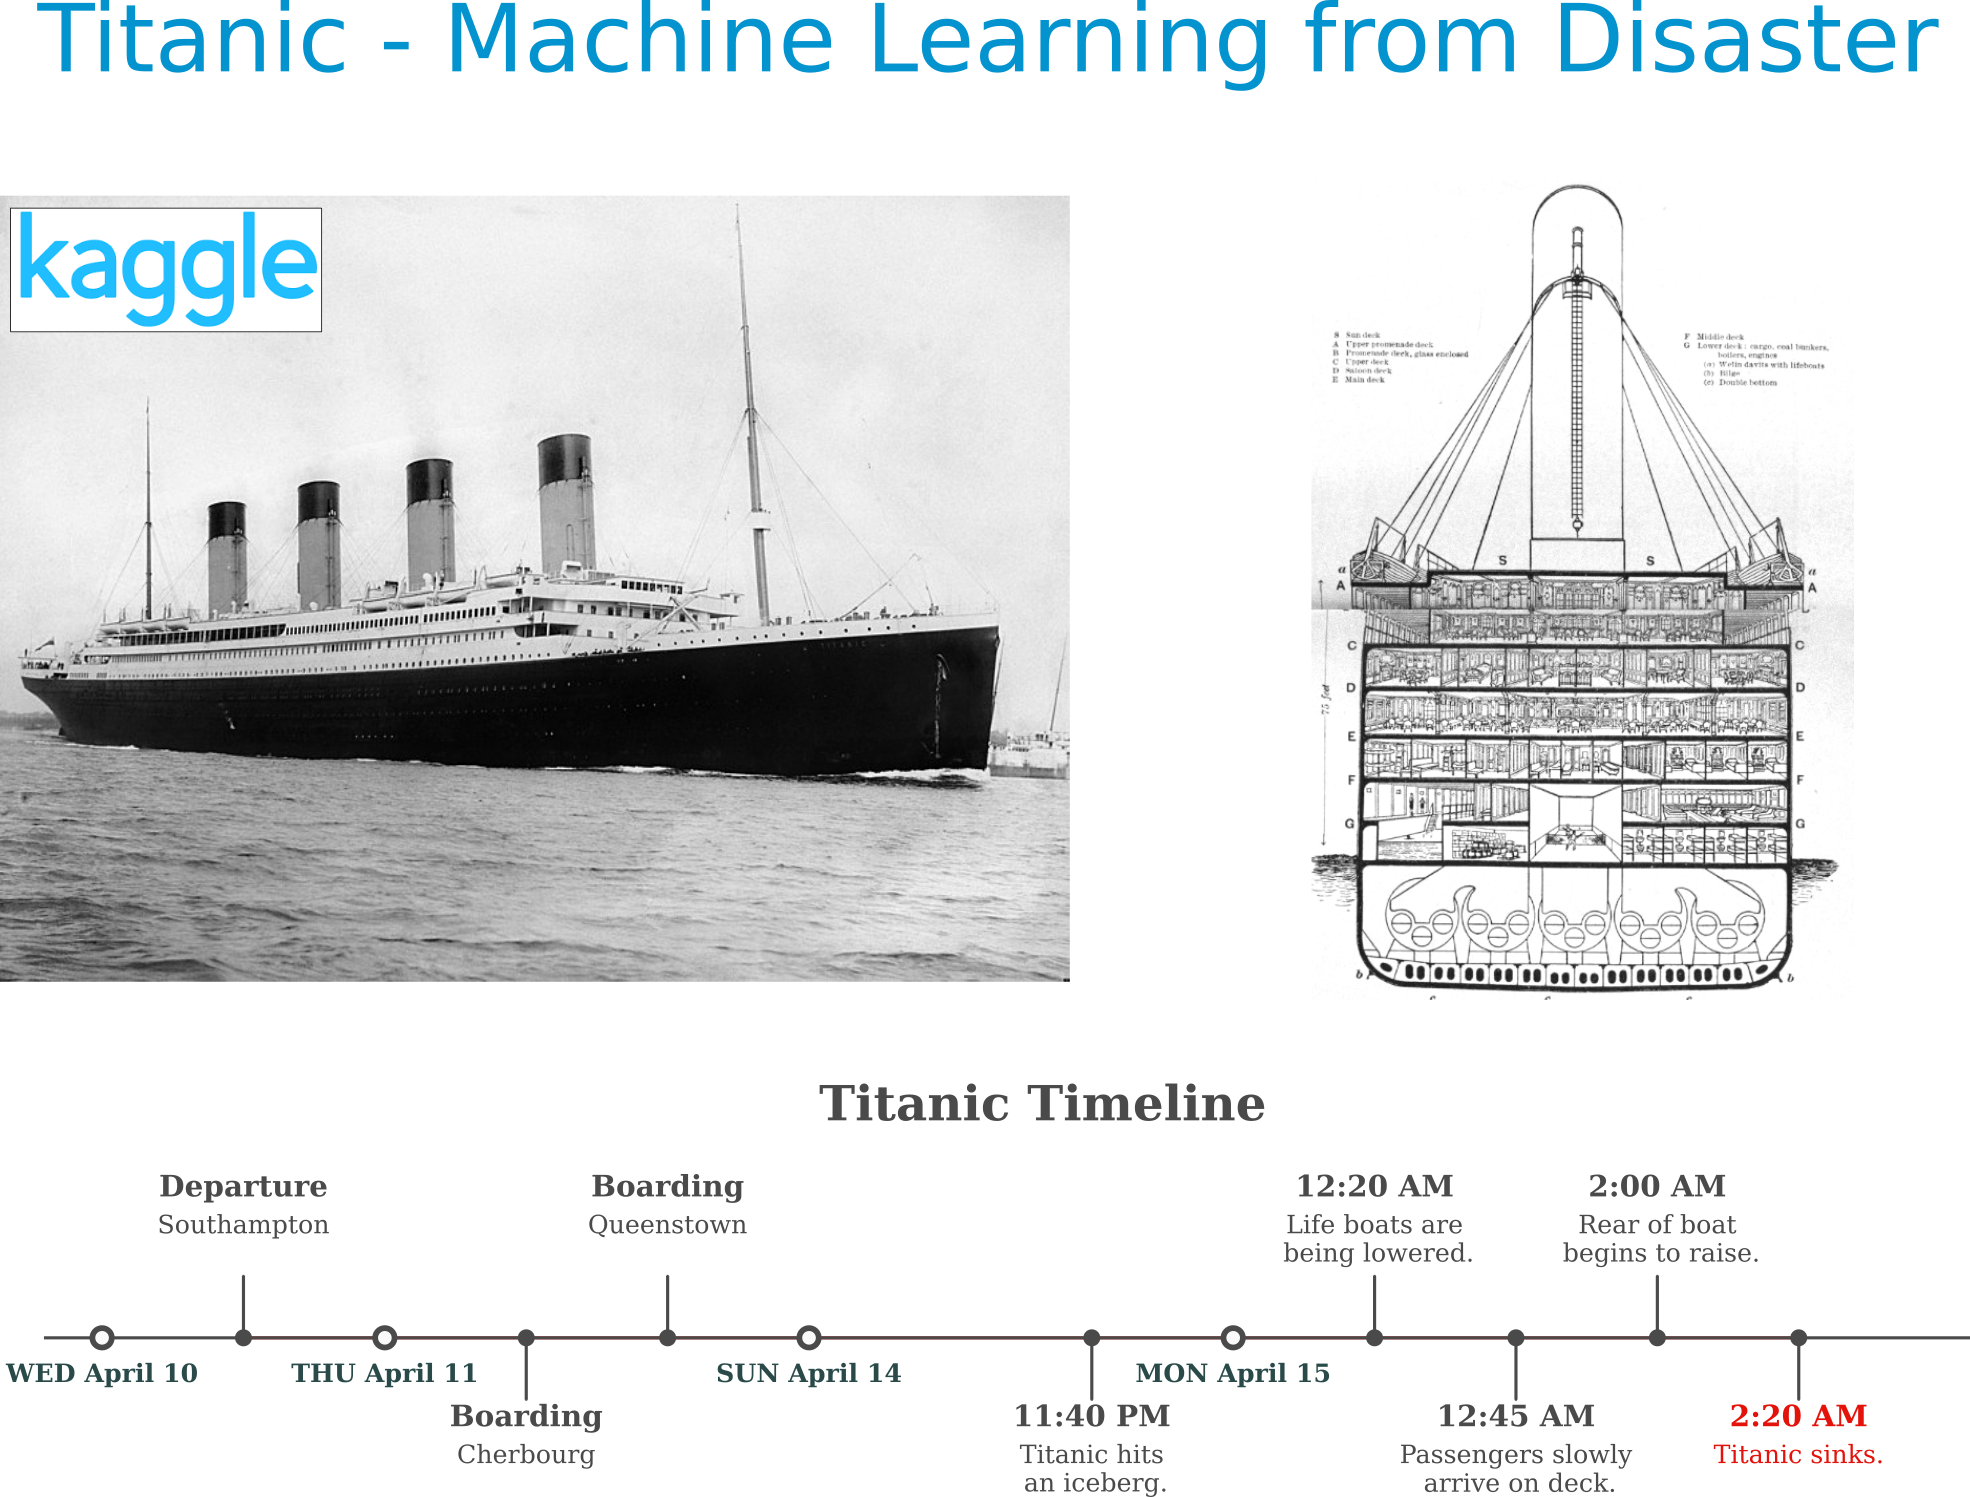 Titanic - Machine Learning from Disaster
kaggle
S Sun deck
A Upper promenade deck
B Promenade deck, glass enclosed
C Upper deck
D Saloon deck
E Main deck
F Middle deck
G Lower deck: cargo, coal bunkers,
boilers, engines
(a) Welin davits with lifeboats
(b) Bilge
(c) Double bottom
S S
a a
A A
C C
D D
75 feet
E E
F
G G
b b
Titanic Timeline
Departure
Southampton
Boarding
Queenstown
12:20 AM
Life boats are
being lowered.
2:00 AM
Rear of boat
begins to raise.
WED April 10
THU April 11
SUN April 14
MON April 15
Boarding
Cherbourg
11:40 PM
Titanic hits
an iceberg.
12:45 AM
Passengers slowly
arrive on deck.
2:20 AM
Titanic sinks.